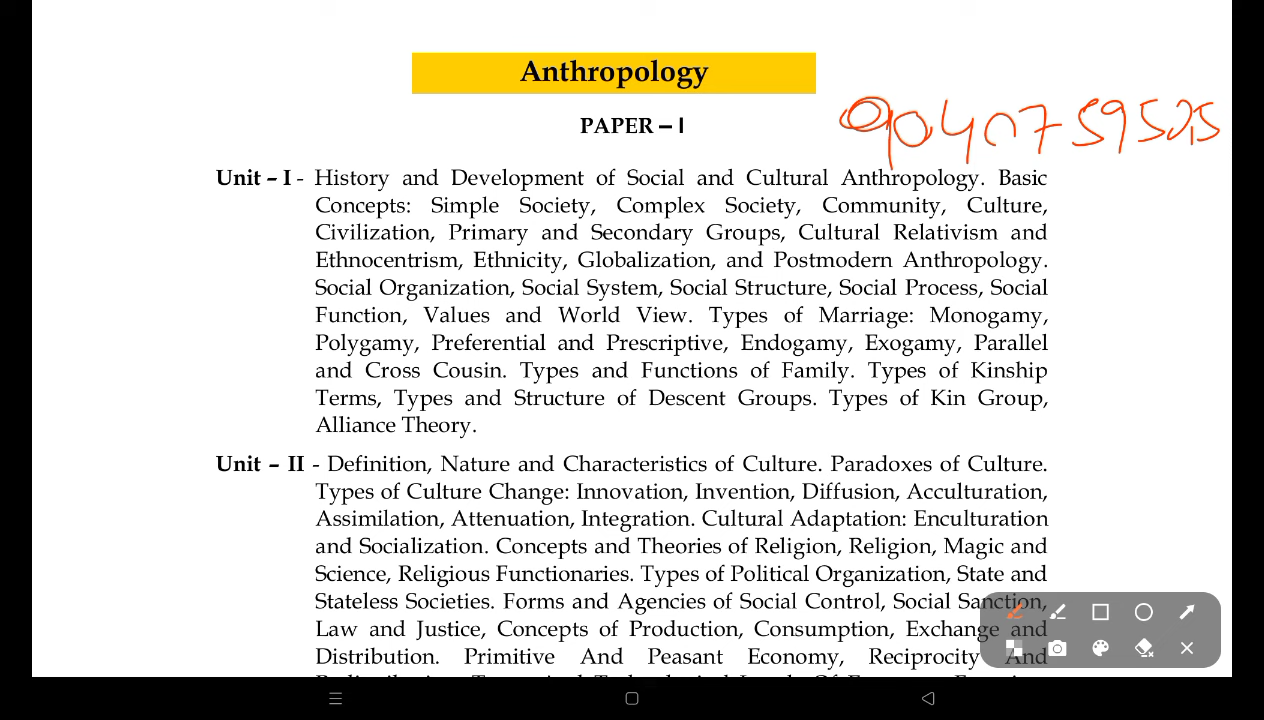 Anthropology
PAPER – I
Unit – I - History and Development of Social and Cultural Anthropology. Basic
Concepts: Simple Society, Complex Society, Community, Culture,
Civilization, Primary and Secondary Groups, Cultural Relativism and
Ethnocentrism, Ethnicity, Globalization, and Postmodern Anthropology.
Social Organization, Social System, Social Structure, Social Process, Social
Function, Values and World View. Types of Marriage: Monogamy,
Polygamy, Preferential and Prescriptive, Endogamy, Exogamy, Parallel
and Cross Cousin. Types and Functions of Family. Types of Kinship
Terms, Types and Structure of Descent Groups. Types of Kin Group,
Alliance Theory.
Unit – II - Definition, Nature and Characteristics of Culture. Paradoxes of Culture.
Types of Culture Change: Innovation, Invention, Diffusion, Acculturation,
Assimilation, Attenuation, Integration. Cultural Adaptation: Enculturation
and Socialization. Concepts and Theories of Religion, Religion, Magic and
Science, Religious Functionaries. Types of Political Organization, State and
Stateless Societies. Forms and Agencies of Social Control, Social Sanction,
Law and Justice, Concepts of Production, Consumption, Exchange and
Distribution. Primitive And Peasant Economy, Reciprocity And